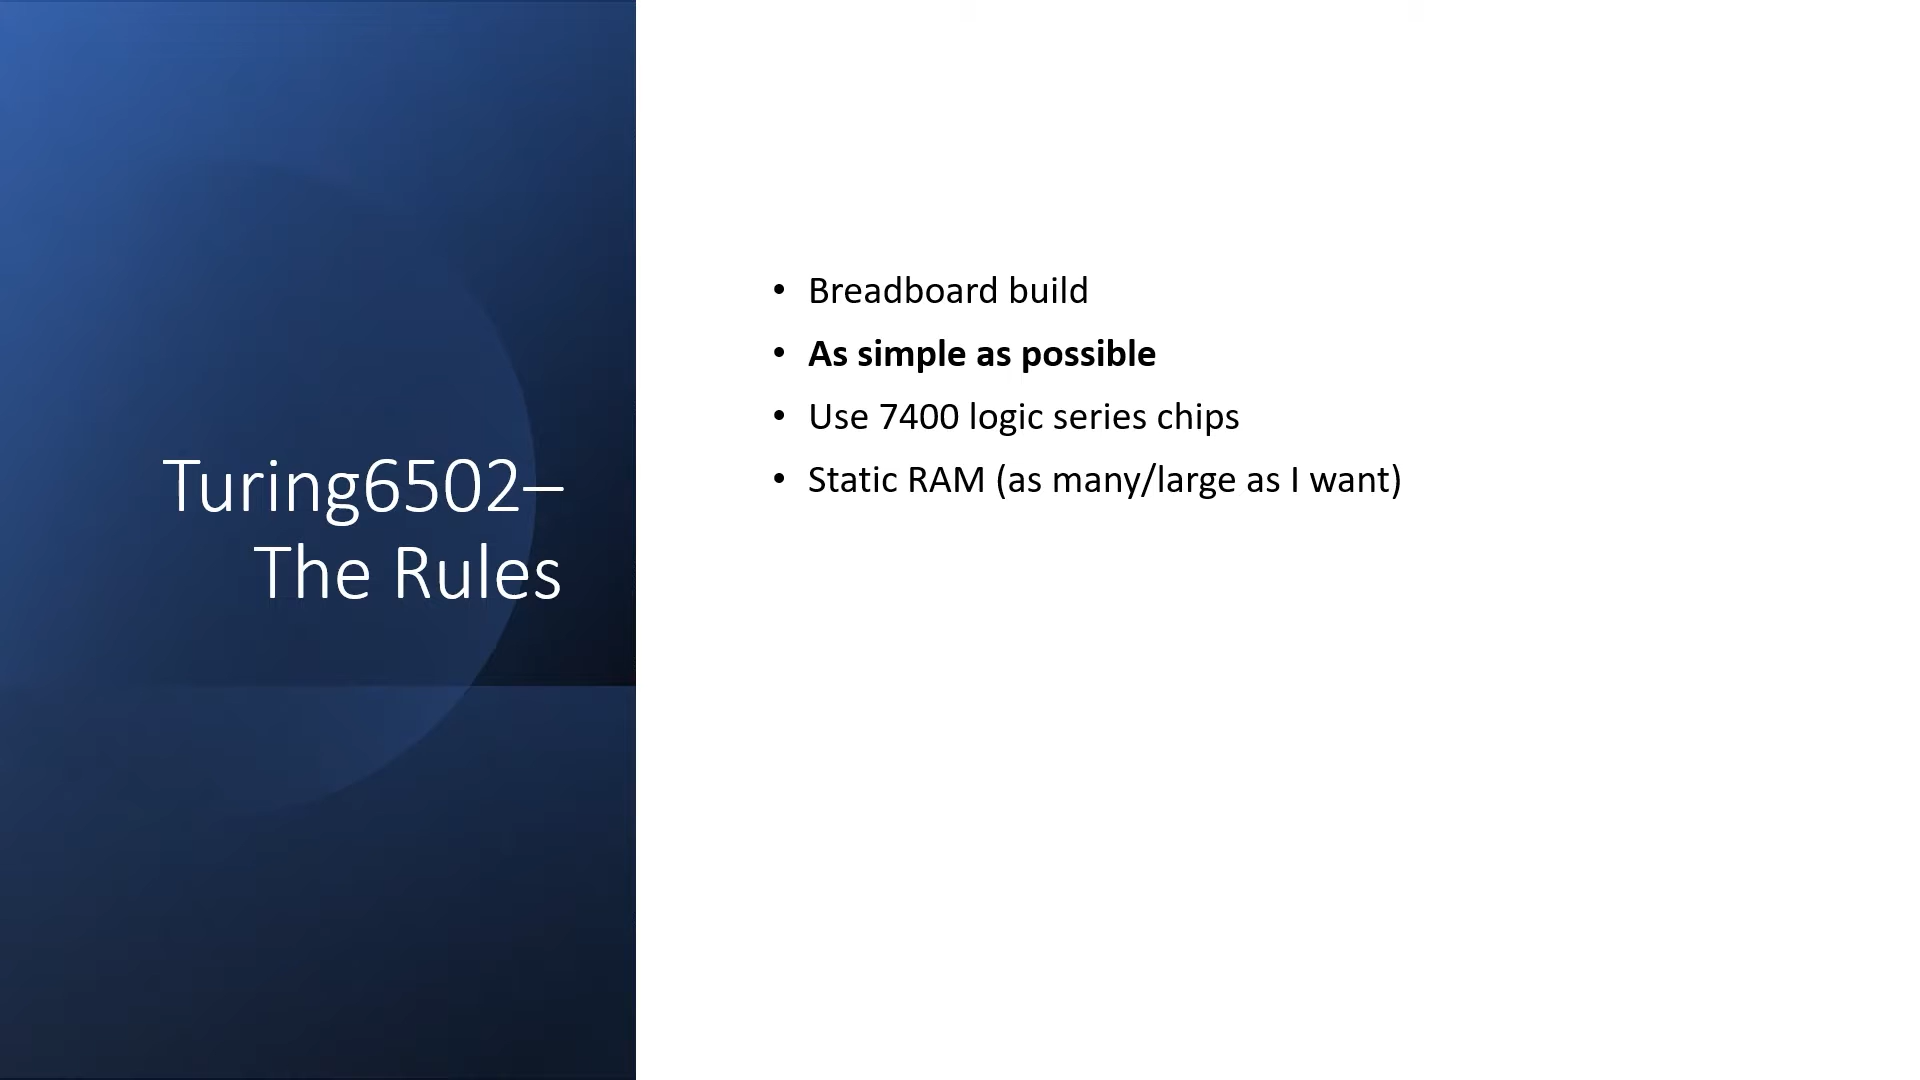 Turing6502–
The Rules
• Breadboard build
• As simple as possible
• Use 7400 logic series chips
• Static RAM (as many/large as I want)